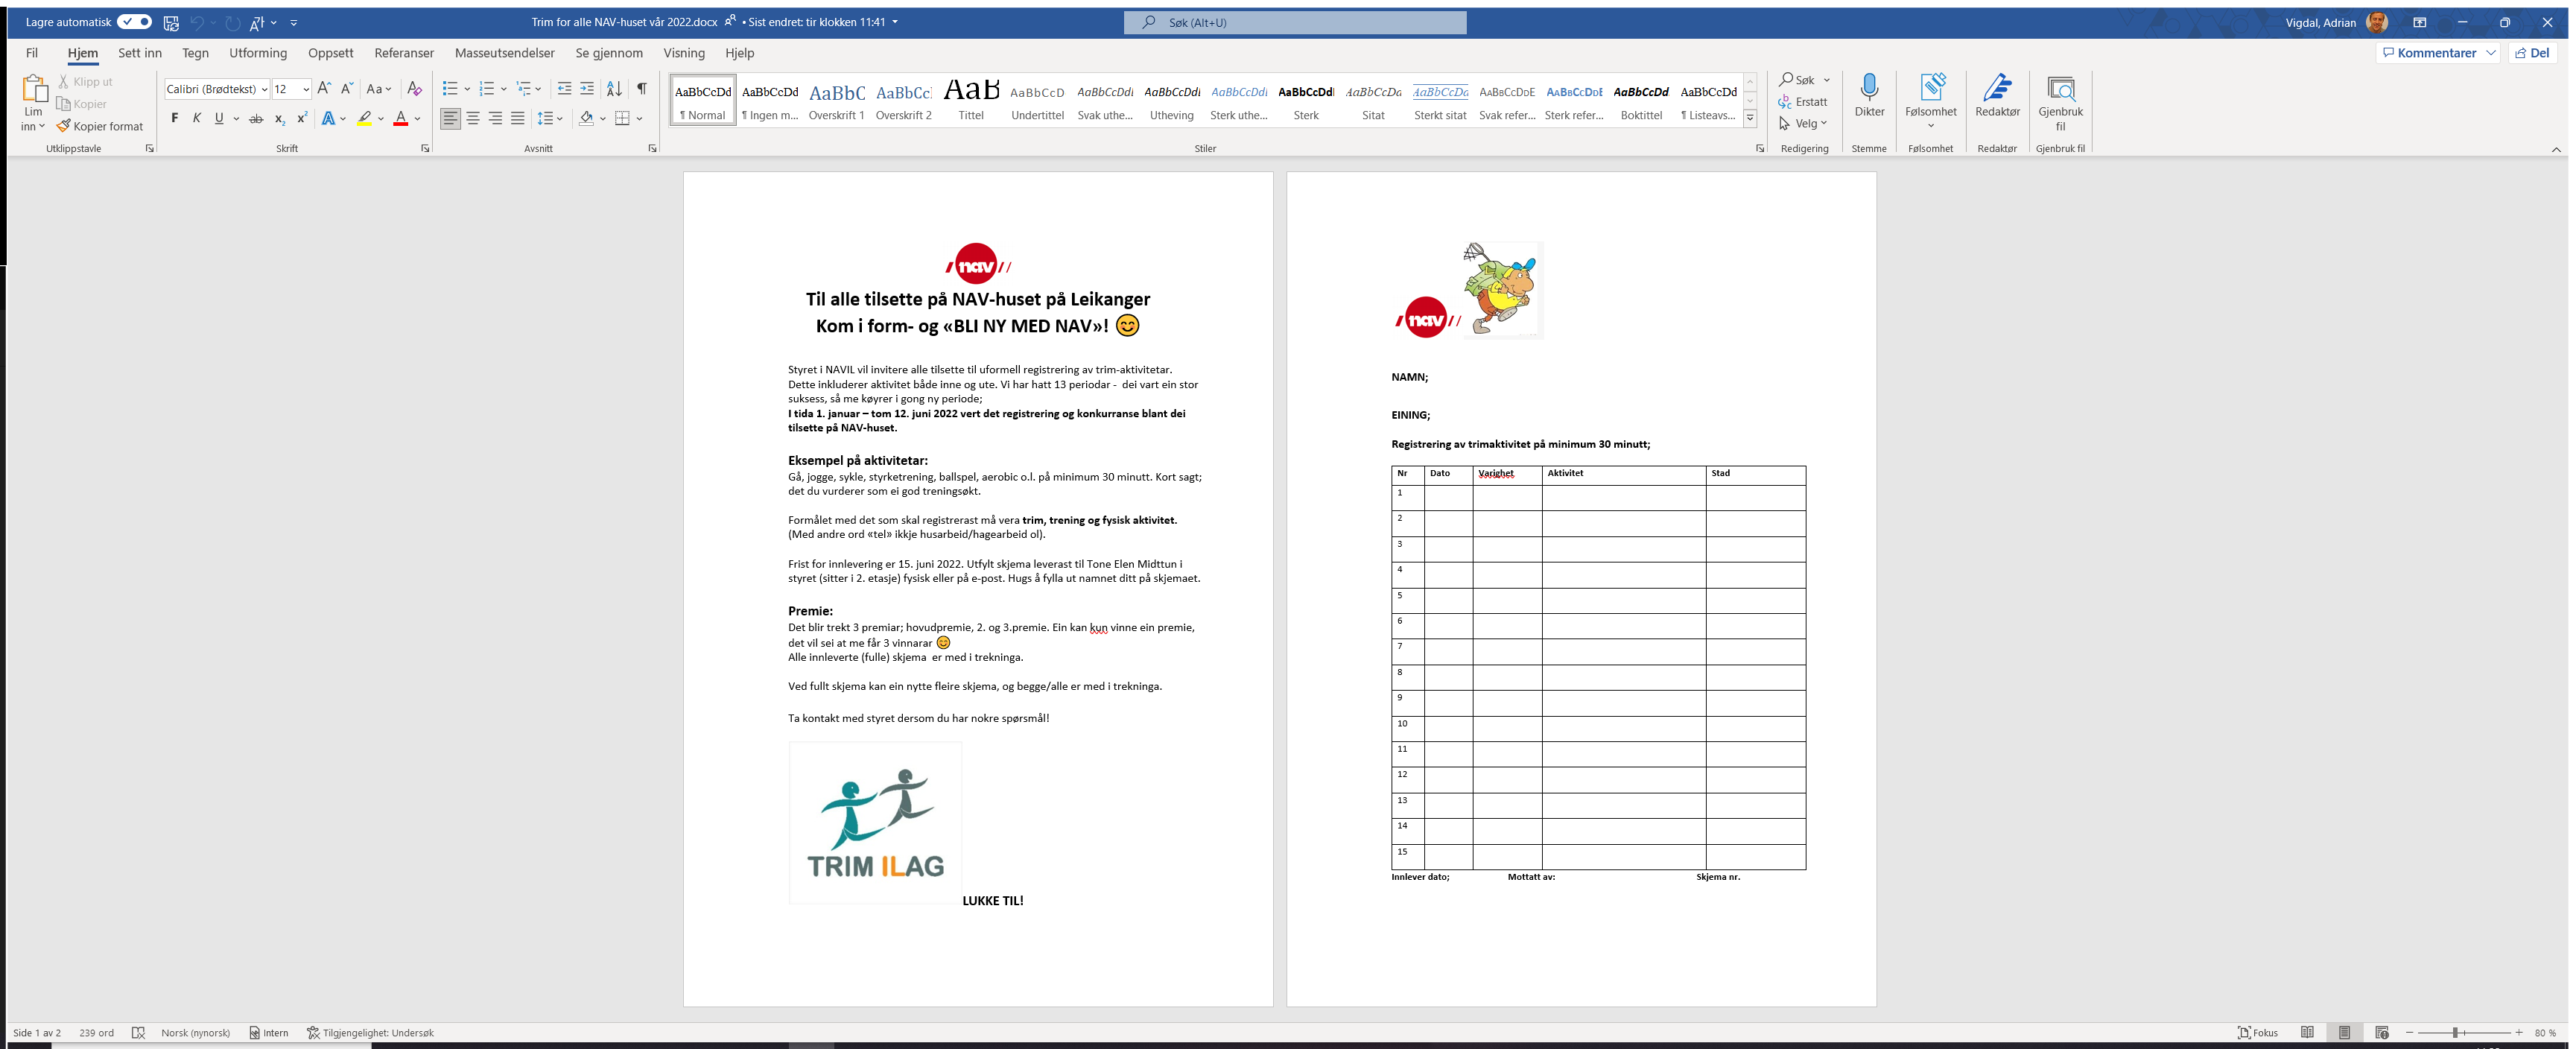 Lagre automatisk
Trim for alle NAV-huset vår 2022.docx • Sist endret: tir klokken 11:41
Søk (Alt+U)
Vigdal, Adrian
Fil Hjem Sett inn Tegn Utforming Oppsett Referanser Masseutsendelser Se gjennom Visning Hjelp
Kommentarer Del
Lim inn
Klipp ut
Kopier
Kopier format
Utklippstavle
Calibri (Brødtekst) 12
Aa
F K U ab x₂ x² A A
Skrift
Avsnitt
AaBbCcDd AaBbCcDd AaBbC AaBbCc AaB AaBbCcD AaBbCcDdI AaBbCcDdI AaBbCcDdI AaBbCcDdI AaBbCcDd AaBbCcDd AaBbCcDdE AaBbCcDdE AaBbCcDd AaBbCcDd
¶ Normal ¶ Ingen m... Overskrift 1 Overskrift 2 Tittel Undertittel Svak uthe... Utheving Sterk uthe... Sterk Sitat Sterkt sitat Svak refer... Sterk refer... Boktittel ¶ Listeavs...
Stiler
Søk
Erstatt
Velg
Redigering
Dikter
Stemme
Følsomhet
Følsomhet
Redaktør
Redaktør
Gjenbruk fil
Gjenbruk fil
nav
Til alle tilsette på NAV-huset på Leikanger
Kom i form- og «BLI NY MED NAV»! 😊
Styret i NAVIL vil invitere alle tilsette til uformell registrering av trim-aktivitetar.
Dette inkluderer aktivitet både inne og ute. Vi har hatt 13 periodar - dei vart ein stor
suksess, så me køyrer i gong ny periode;
I tida 1. januar – tom 12. juni 2022 vert det registrering og konkurranse blant dei
tilsette på NAV-huset.
Eksempel på aktivitetar:
Gå, jogge, sykle, styrketrening, ballspel, aerobic o.l. på minimum 30 minutt. Kort sagt;
det du vurderer som ei god treningsøkt.
Formålet med det som skal registrerast må vera trim, trening og fysisk aktivitet.
(Med andre ord «tel» ikkje husarbeid/hagearbeid ol).
Frist for innlevering er 15. juni 2022. Utfylt skjema leverast til Tone Elen Midttun i
styret (sitter i 2. etasje) fysisk eller på e-post. Hugs å fylla ut namnet ditt på skjemaet.
Premie:
Det blir trekt 3 premiar; hovudpremie, 2. og 3.premie. Ein kan kun vinne ein premie,
det vil sei at me får 3 vinnarar 😊
Alle innleverte (fulle) skjema er med i trekninga.
Ved fullt skjema kan ein nytte fleire skjema, og begge/alle er med i trekninga.
Ta kontakt med styret dersom du har nokre spørsmål!
TRIM ILAG
LUKKE TIL!
nav
NAMN;
EINING;
Registrering av trimaktivitet på minimum 30 minutt;
Nr Dato Varighet Aktivitet Stad
1
2
3
4
5
6
7
8
9
10
11
12
13
14
15
Innlever dato; Mottatt av: Skjema nr.
Side 1 av 2 239 ord Norsk (nynorsk) Intern Tilgjengelighet: Undersøk
Fokus 80 %